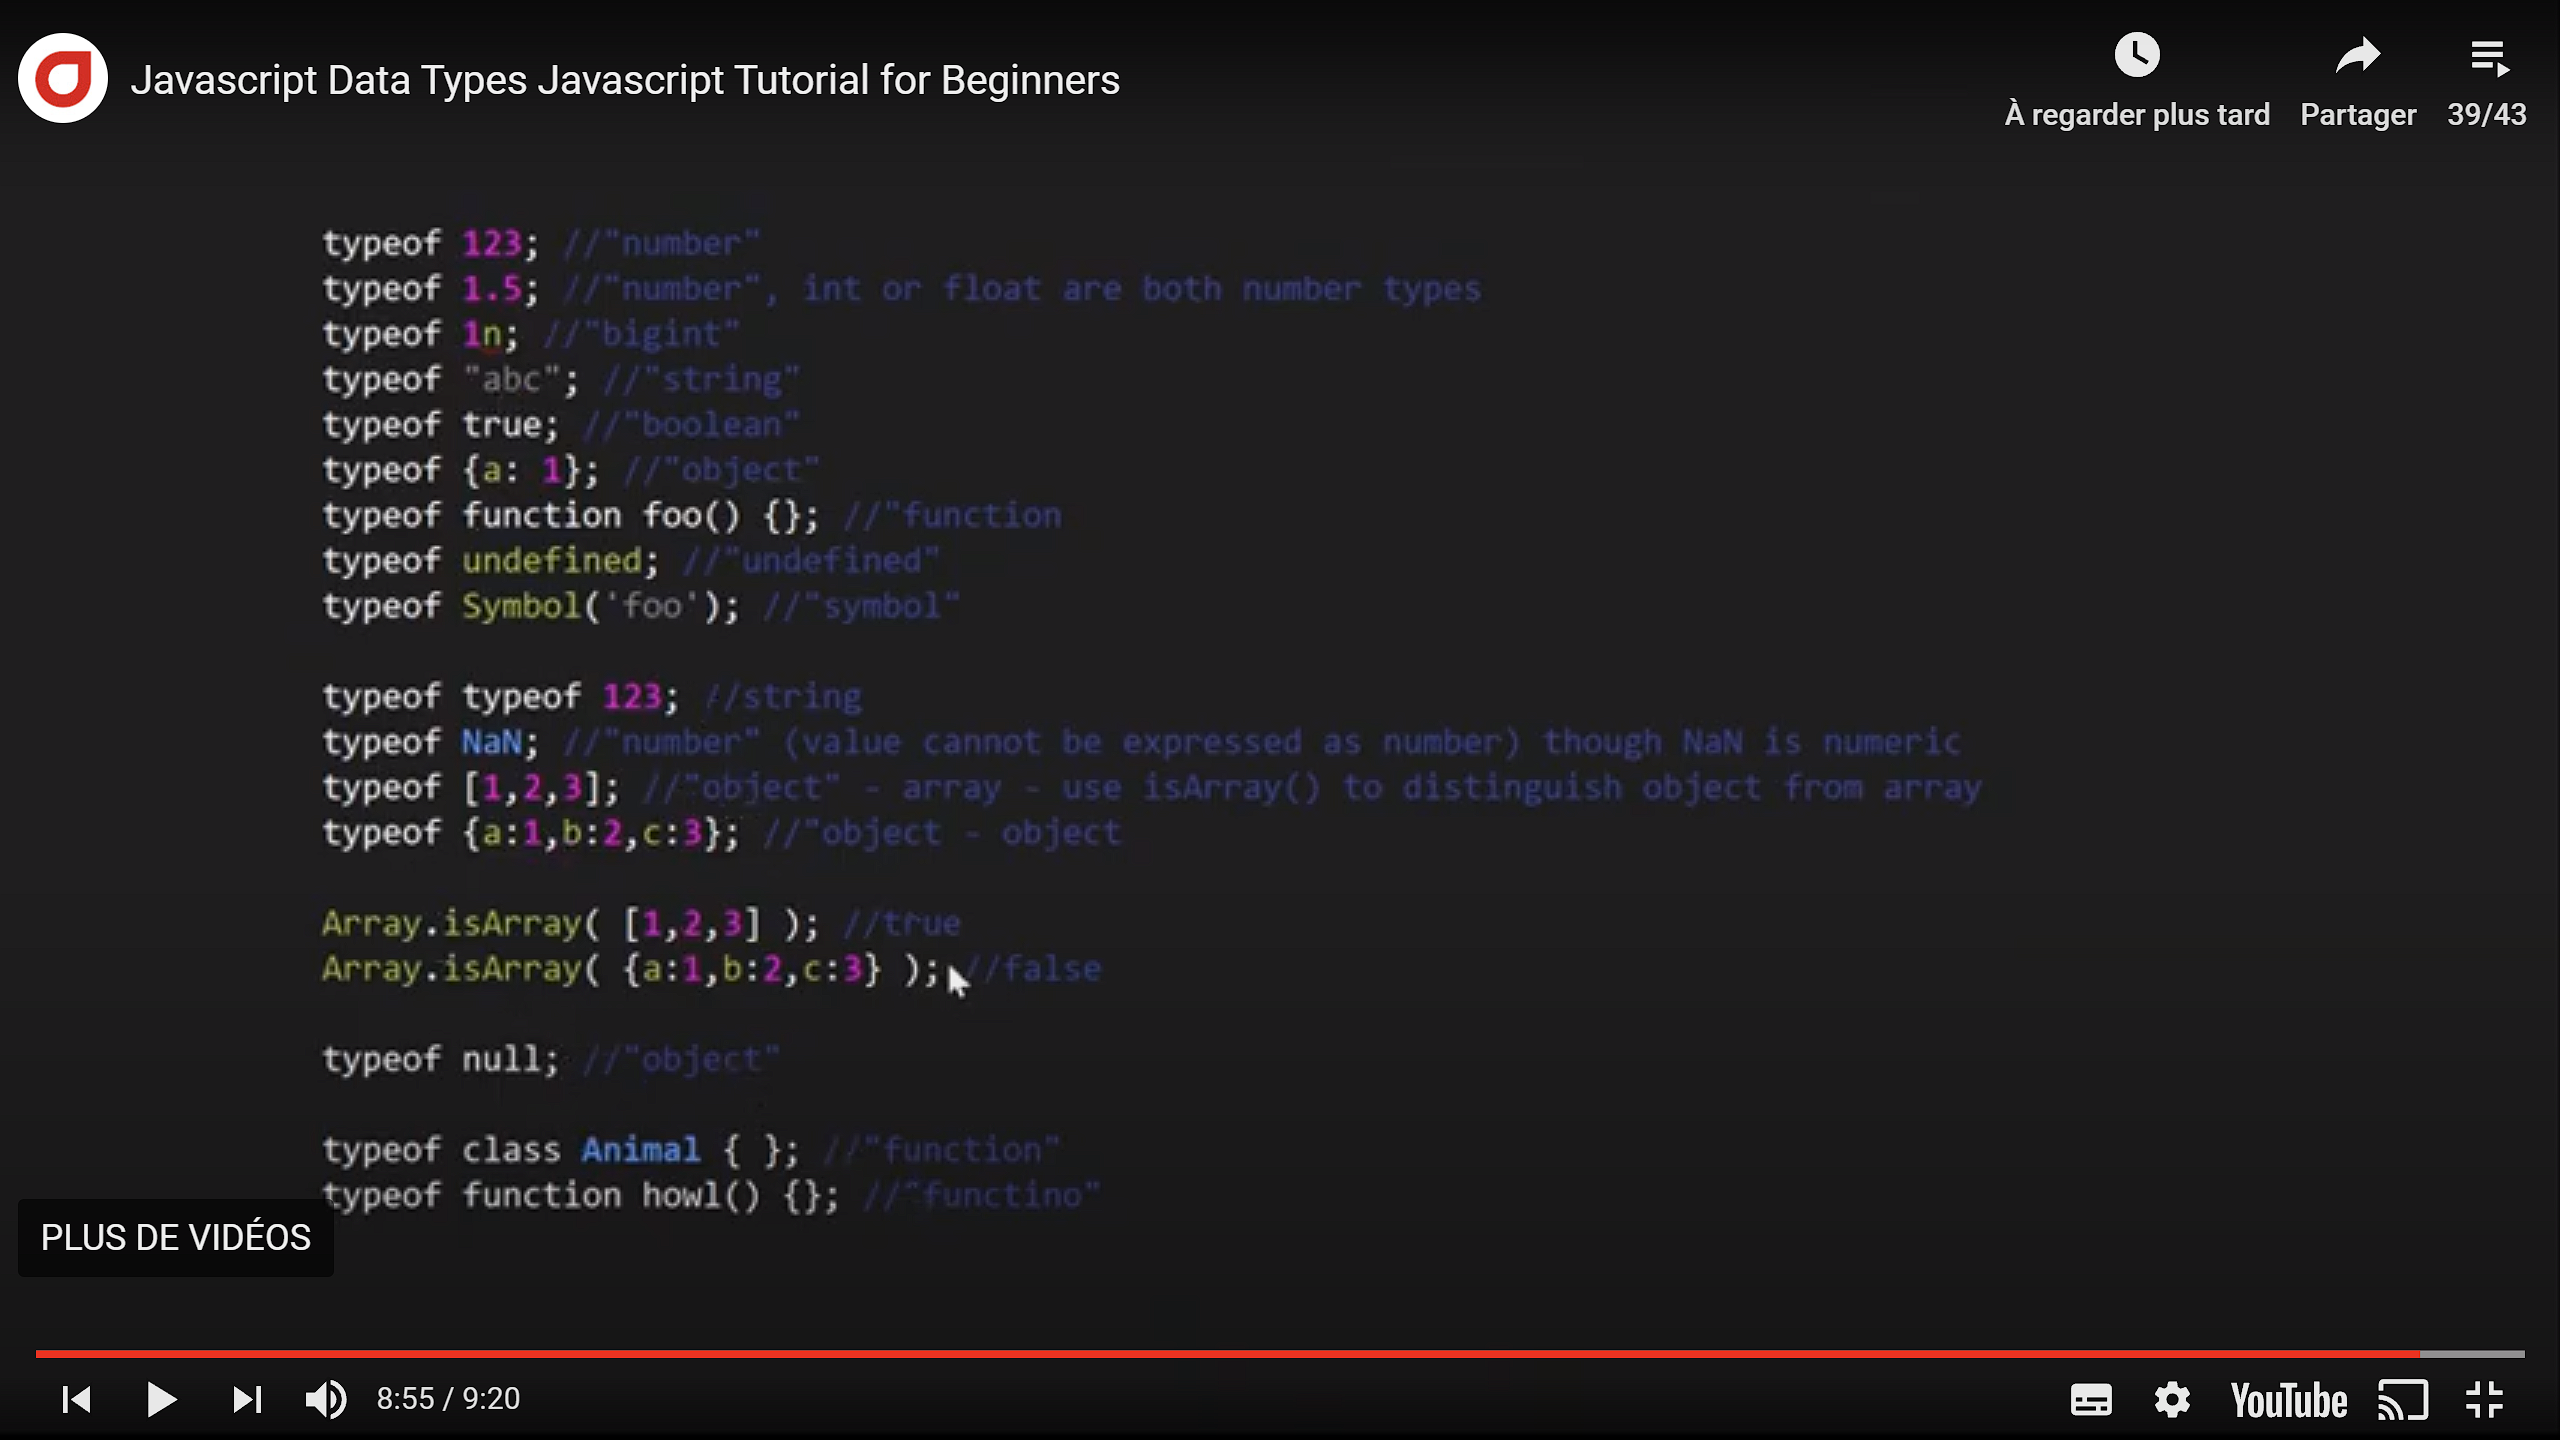 Javascript Data Types Javascript Tutorial for Beginners
À regarder plus tard
Partager
39/43
typeof 123; //"number"
typeof 1.5; //"number", int or float are both number types
typeof 1n; //"bigint"
typeof "abc"; //"string"
typeof true; //"boolean"
typeof {a: 1}; //"object"
typeof function foo() {}; //"function
typeof undefined; //"undefined"
typeof Symbol('foo'); //"symbol"
typeof typeof 123; //string
typeof NaN; //"number" (value cannot be expressed as number) though NaN is numeric
typeof [1,2,3]; //"object" - array - use isArray() to distinguish object from array
typeof {a:1,b:2,c:3}; //"object - object
Array.isArray( [1,2,3] ); //true
Array.isArray( {a:1,b:2,c:3} ); //false
typeof null; //"object"
typeof class Animal { }; //"function"
typeof function howl() {}; //"functino"
PLUS DE VIDÉOS
8:55 / 9:20
YouTube